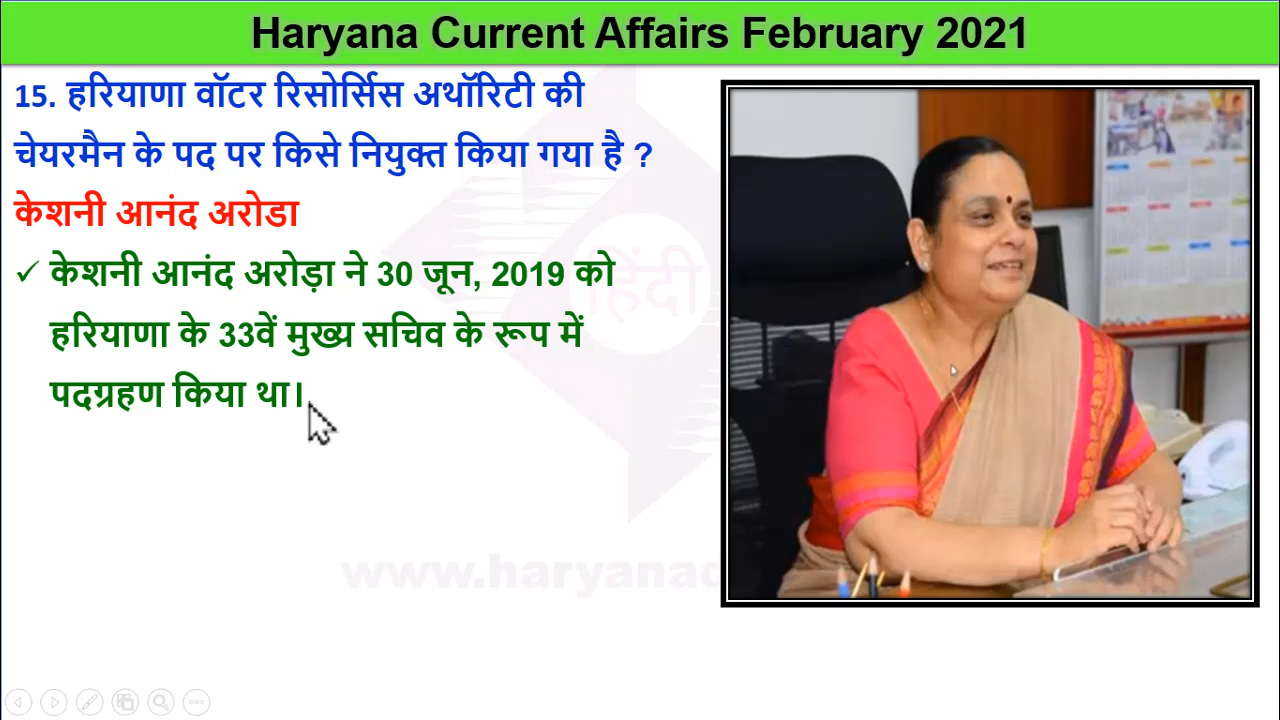 Haryana Current Affairs February 2021
15. हरियाणा वॉटर रिसोर्सिस अथॉरिटी की
चेयरमैन के पद पर किसे नियुक्त किया गया है ?
केशनी आनंद अरोडा
✓ केशनी आनंद अरोड़ा ने 30 जून, 2019 को
हरियाणा के 33वें मुख्य सचिव के रूप में
पदग्रहण किया था।
हिंदी